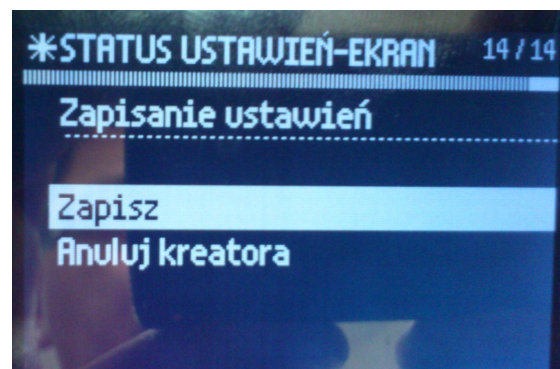 *STATUS USTAWIEŃ-EKRAN 14/14
Zapisanie ustawień
Zapisz
Anuluj kreatora